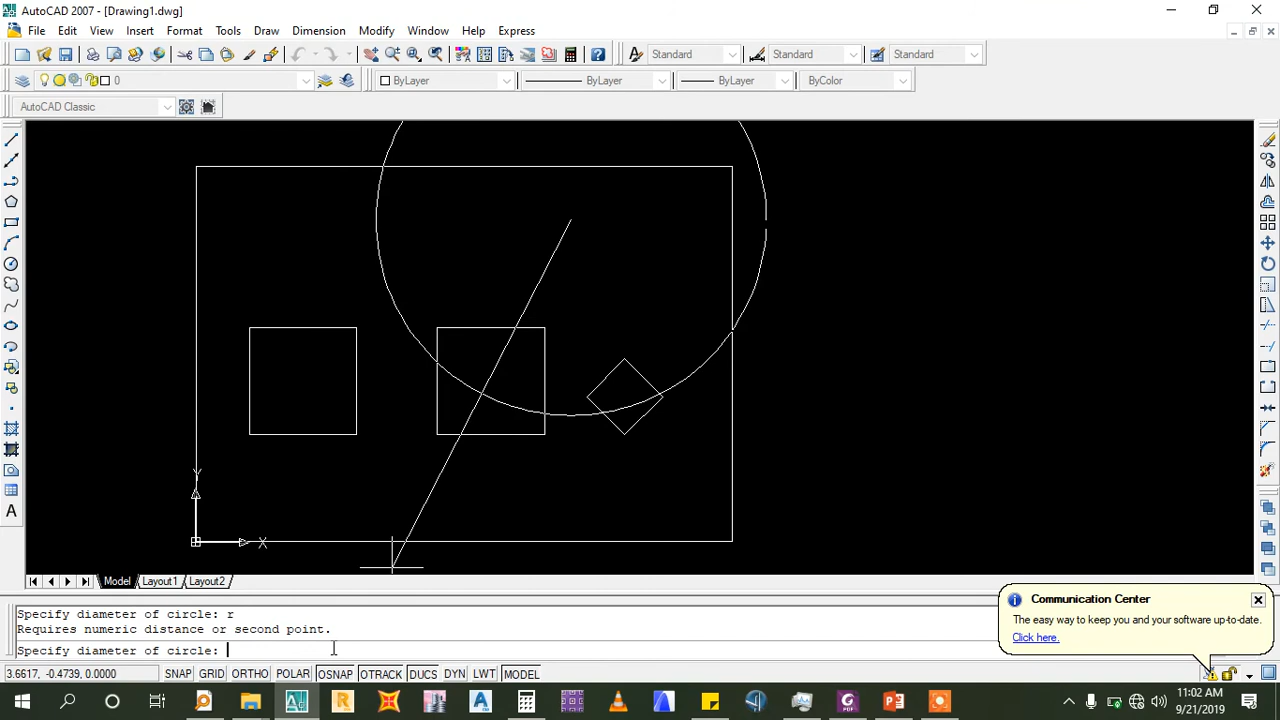 AutoCAD 2007 - [Drawing1.dwg]
File Edit View Insert Format Tools Draw Dimension Modify Window Help Express
Standard Standard Standard
0 ByLayer ByLayer ByLayer ByColor
AutoCAD Classic
Y
X
Model Layout1 Layout2
Communication Center
The easy way to keep you and your software up-to-date.
Click here.
Specify diameter of circle: r
Requires numeric distance or second point.
Specify diameter of circle:
3.6617, -0.4739, 0.0000 SNAP GRID ORTHO POLAR OSNAP OTRACK DUCS DYN LWT MODEL
11:02 AM
9/21/2019